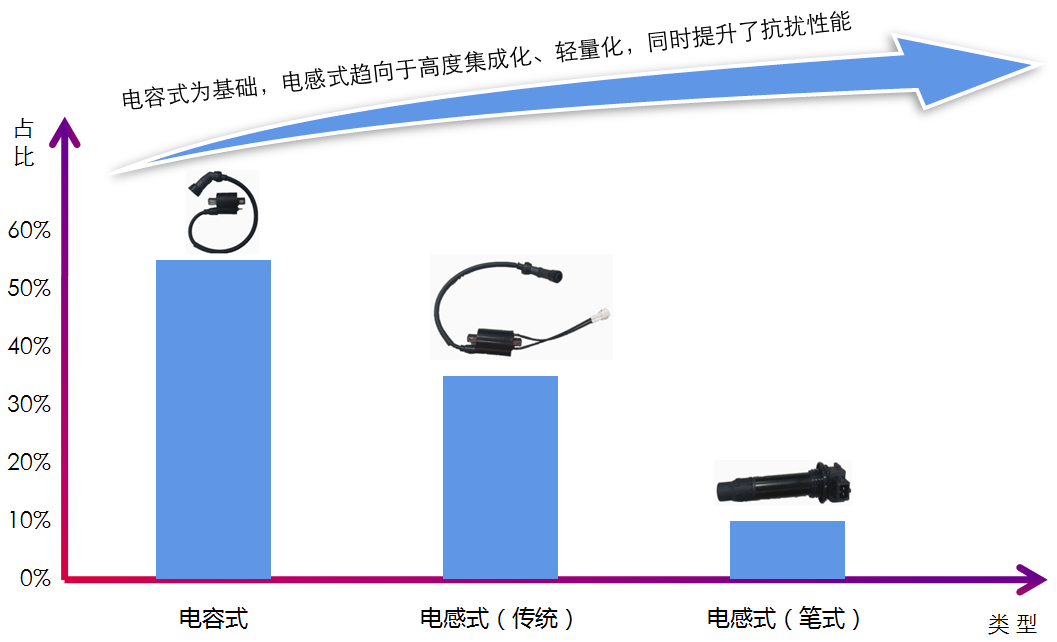 电容式为基础，电感式趋向于高度集成化、轻量化，同时提升了抗扰性能
占
比
60%
50%
40%
30%
20%
10%
0%
电容式
电感式（传统）
电感式（笔式）
类 型